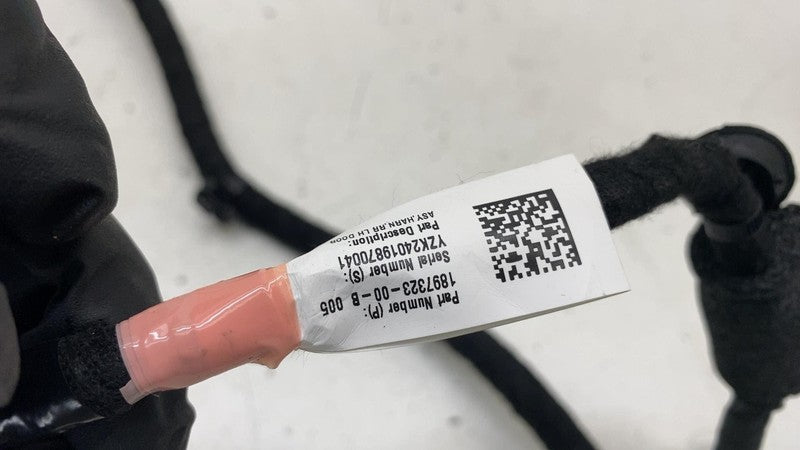 Part Number (P):
1897323-00-B 005
Serial Number (S):
YZK24019870041
Part Description:
ASY,HARN,RR LH DOOR